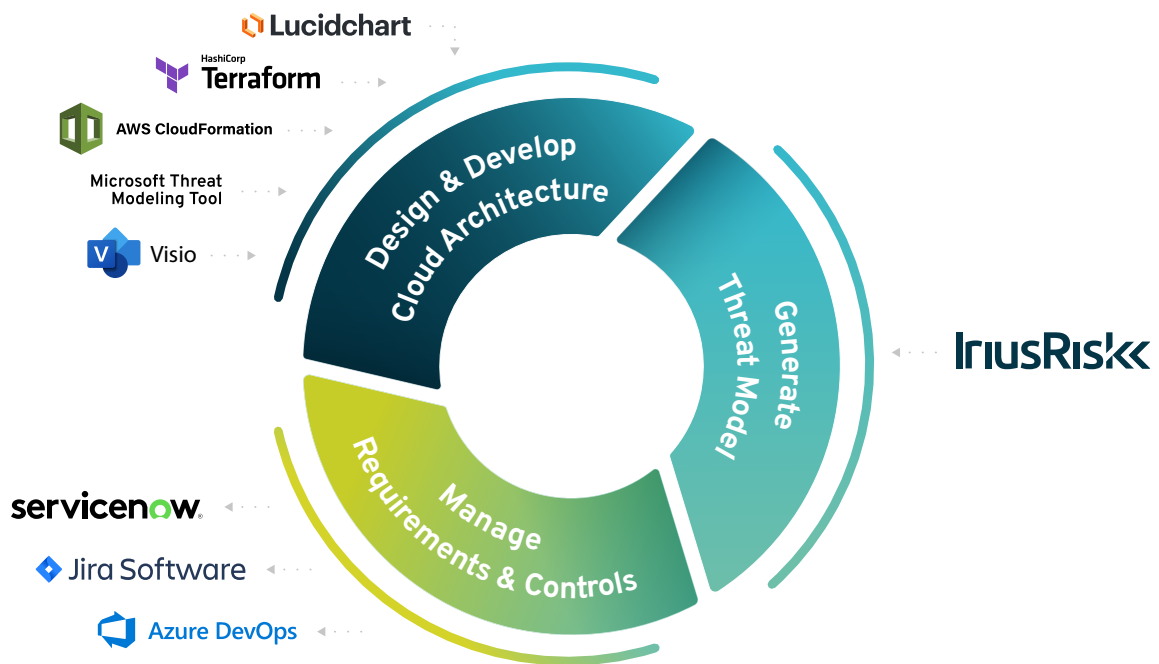 Lucidchart
HashiCorp
Terraform
AWS CloudFormation
Microsoft Threat
Modeling Tool
V Visio
Design & Develop
Cloud Architecture
Generate
Threat Model
IriusRisk
Manage
Requirements & Controls
servicenow®
Jira Software
Azure DevOps